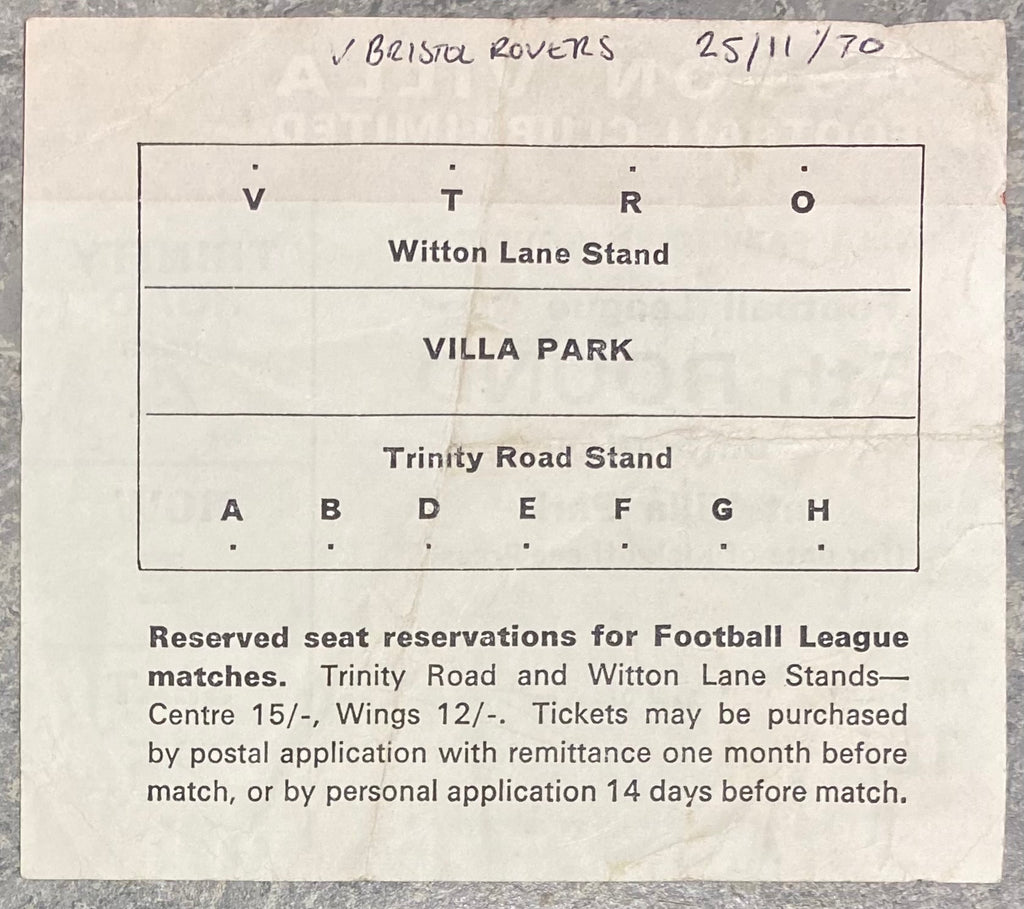 V BRISTOL ROVERS 25/11/70
V T R O
Witton Lane Stand
VILLA PARK
Trinity Road Stand
A B D E F G H
Reserved seat reservations for Football League
matches. Trinity Road and Witton Lane Stands—
Centre 15/-, Wings 12/-. Tickets may be purchased
by postal application with remittance one month before
match, or by personal application 14 days before match.